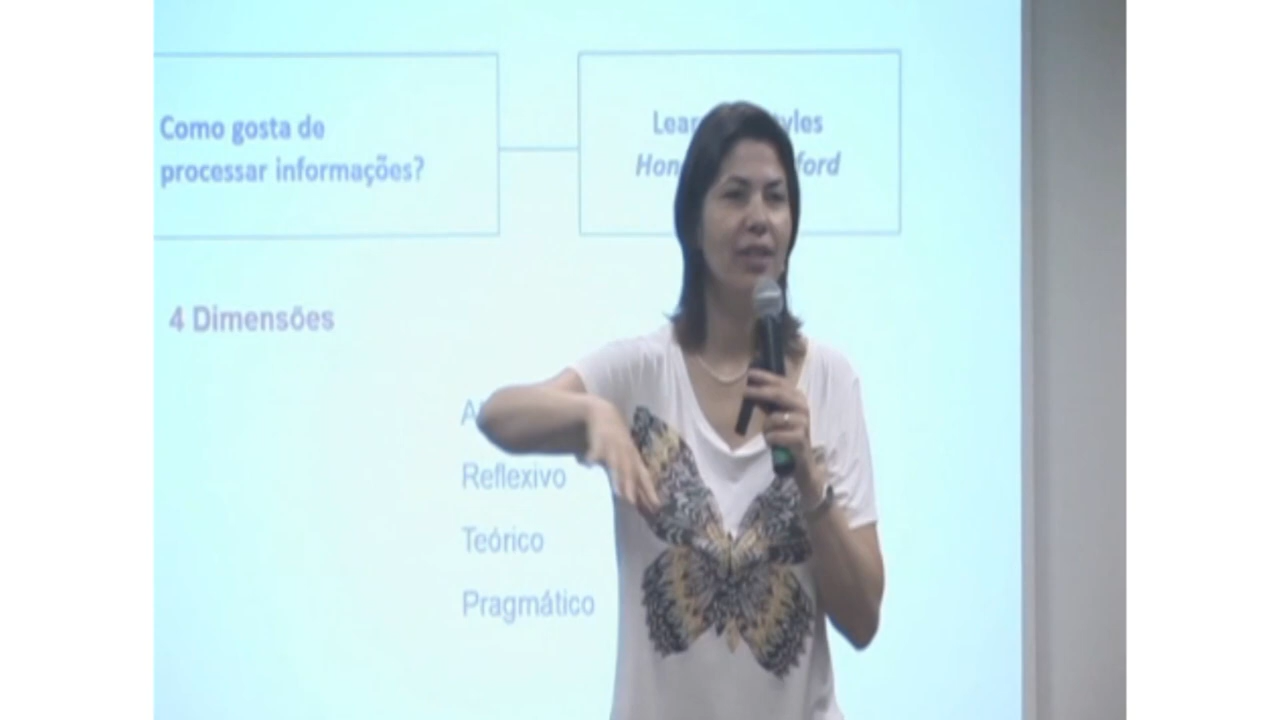 Como gosta de
processar informações?
4 Dimensões
Reflexivo
Teórico
Pragmático